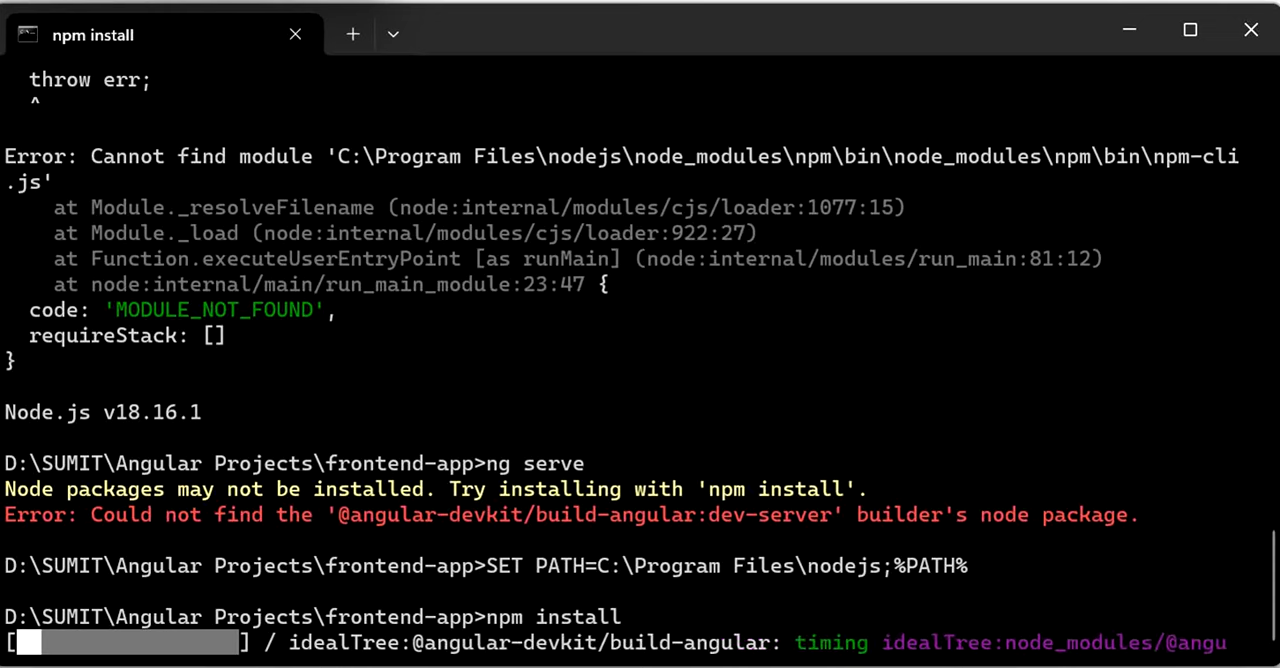 npm install
throw err;
^
Error: Cannot find module 'C:\Program Files\nodejs\node_modules\npm\bin\node_modules\npm\bin\npm-cli
.js'
at Module._resolveFilename (node:internal/modules/cjs/loader:1077:15)
at Module._load (node:internal/modules/cjs/loader:922:27)
at Function.executeUserEntryPoint [as runMain] (node:internal/modules/run_main:81:12)
at node:internal/main/run_main_module:23:47 {
code: 'MODULE_NOT_FOUND',
requireStack: []
}
Node.js v18.16.1
D:\SUMIT\Angular Projects\frontend-app>ng serve
Node packages may not be installed. Try installing with 'npm install'.
Error: Could not find the '@angular-devkit/build-angular:dev-server' builder's node package.
D:\SUMIT\Angular Projects\frontend-app>SET PATH=C:\Program Files\nodejs;%PATH%
D:\SUMIT\Angular Projects\frontend-app>npm install
[ ] / idealTree:@angular-devkit/build-angular: timing idealTree:node_modules/@angu